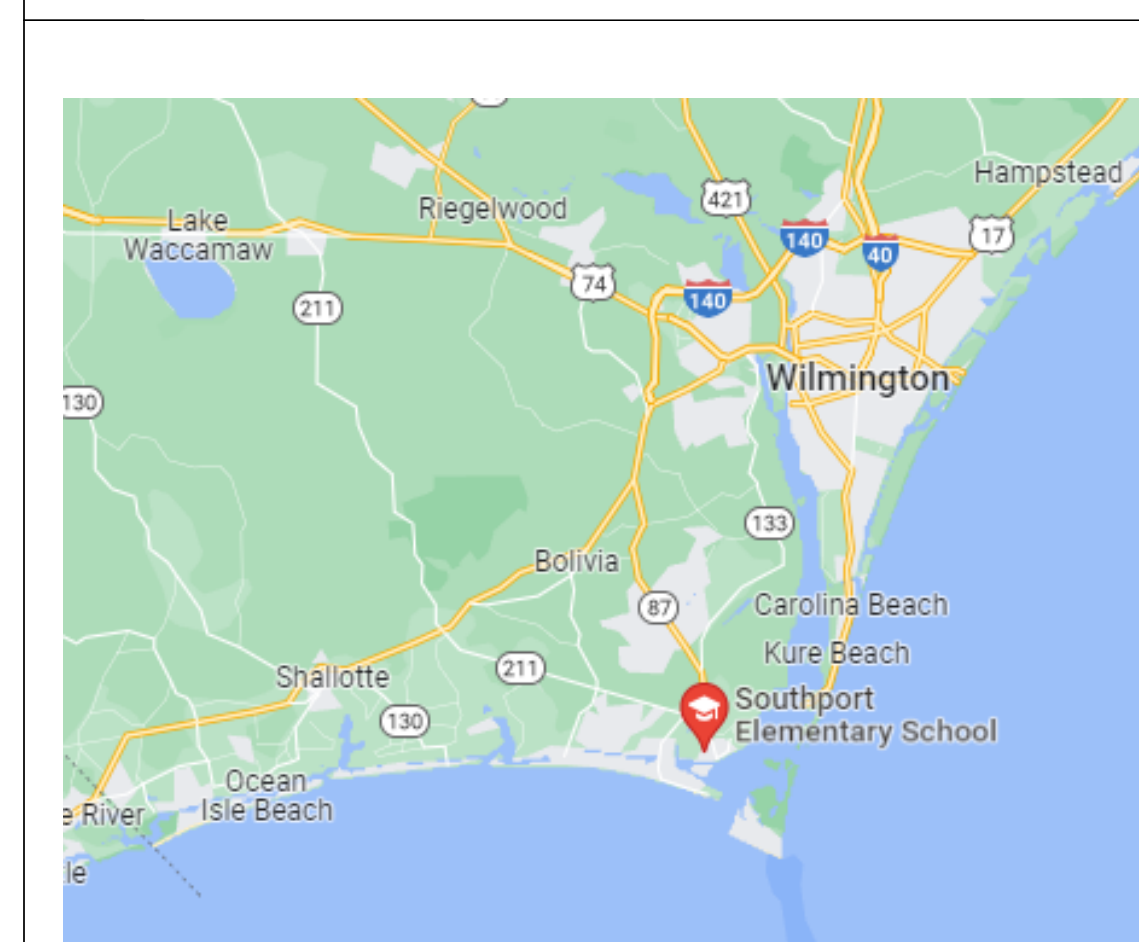 Hampstead
421
Riegelwood
Lake
Waccamaw
17
140
40
74
140
211
130
Wilmington
133
Bolivia
87
Carolina Beach
Kure Beach
211
Shallotte
Southport
Elementary School
130
Ocean
Isle Beach
e River
le